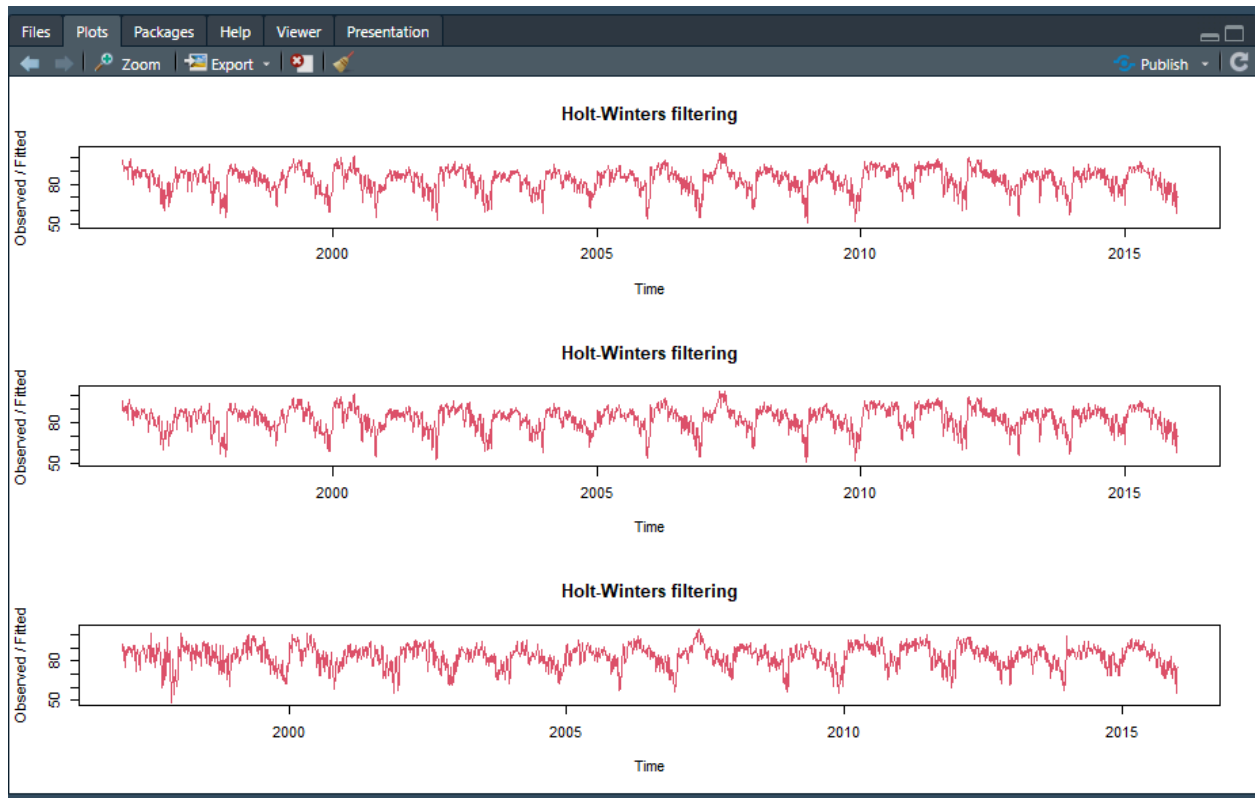 Files Plots Packages Help Viewer Presentation
Zoom Export Publish
Holt-Winters filtering
Observed / Fitted
80
50
2000 2005 2010 2015
Time
Holt-Winters filtering
Observed / Fitted
80
50
2000 2005 2010 2015
Time
Holt-Winters filtering
Observed / Fitted
80
50
2000 2005 2010 2015
Time